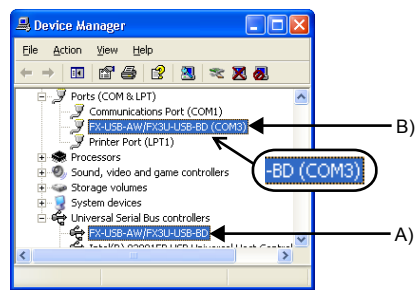 Device Manager
File Action View Help
Ports (COM & LPT)
Communications Port (COM1)
FX-USB-AW/FX3U-USB-BD (COM3)
B)
Printer Port (LPT1)
Processors
-BD (COM3)
Sound, video and game controllers
Storage volumes
System devices
Universal Serial Bus controllers
FX-USB-AW/FX3U-USB-BD
A)